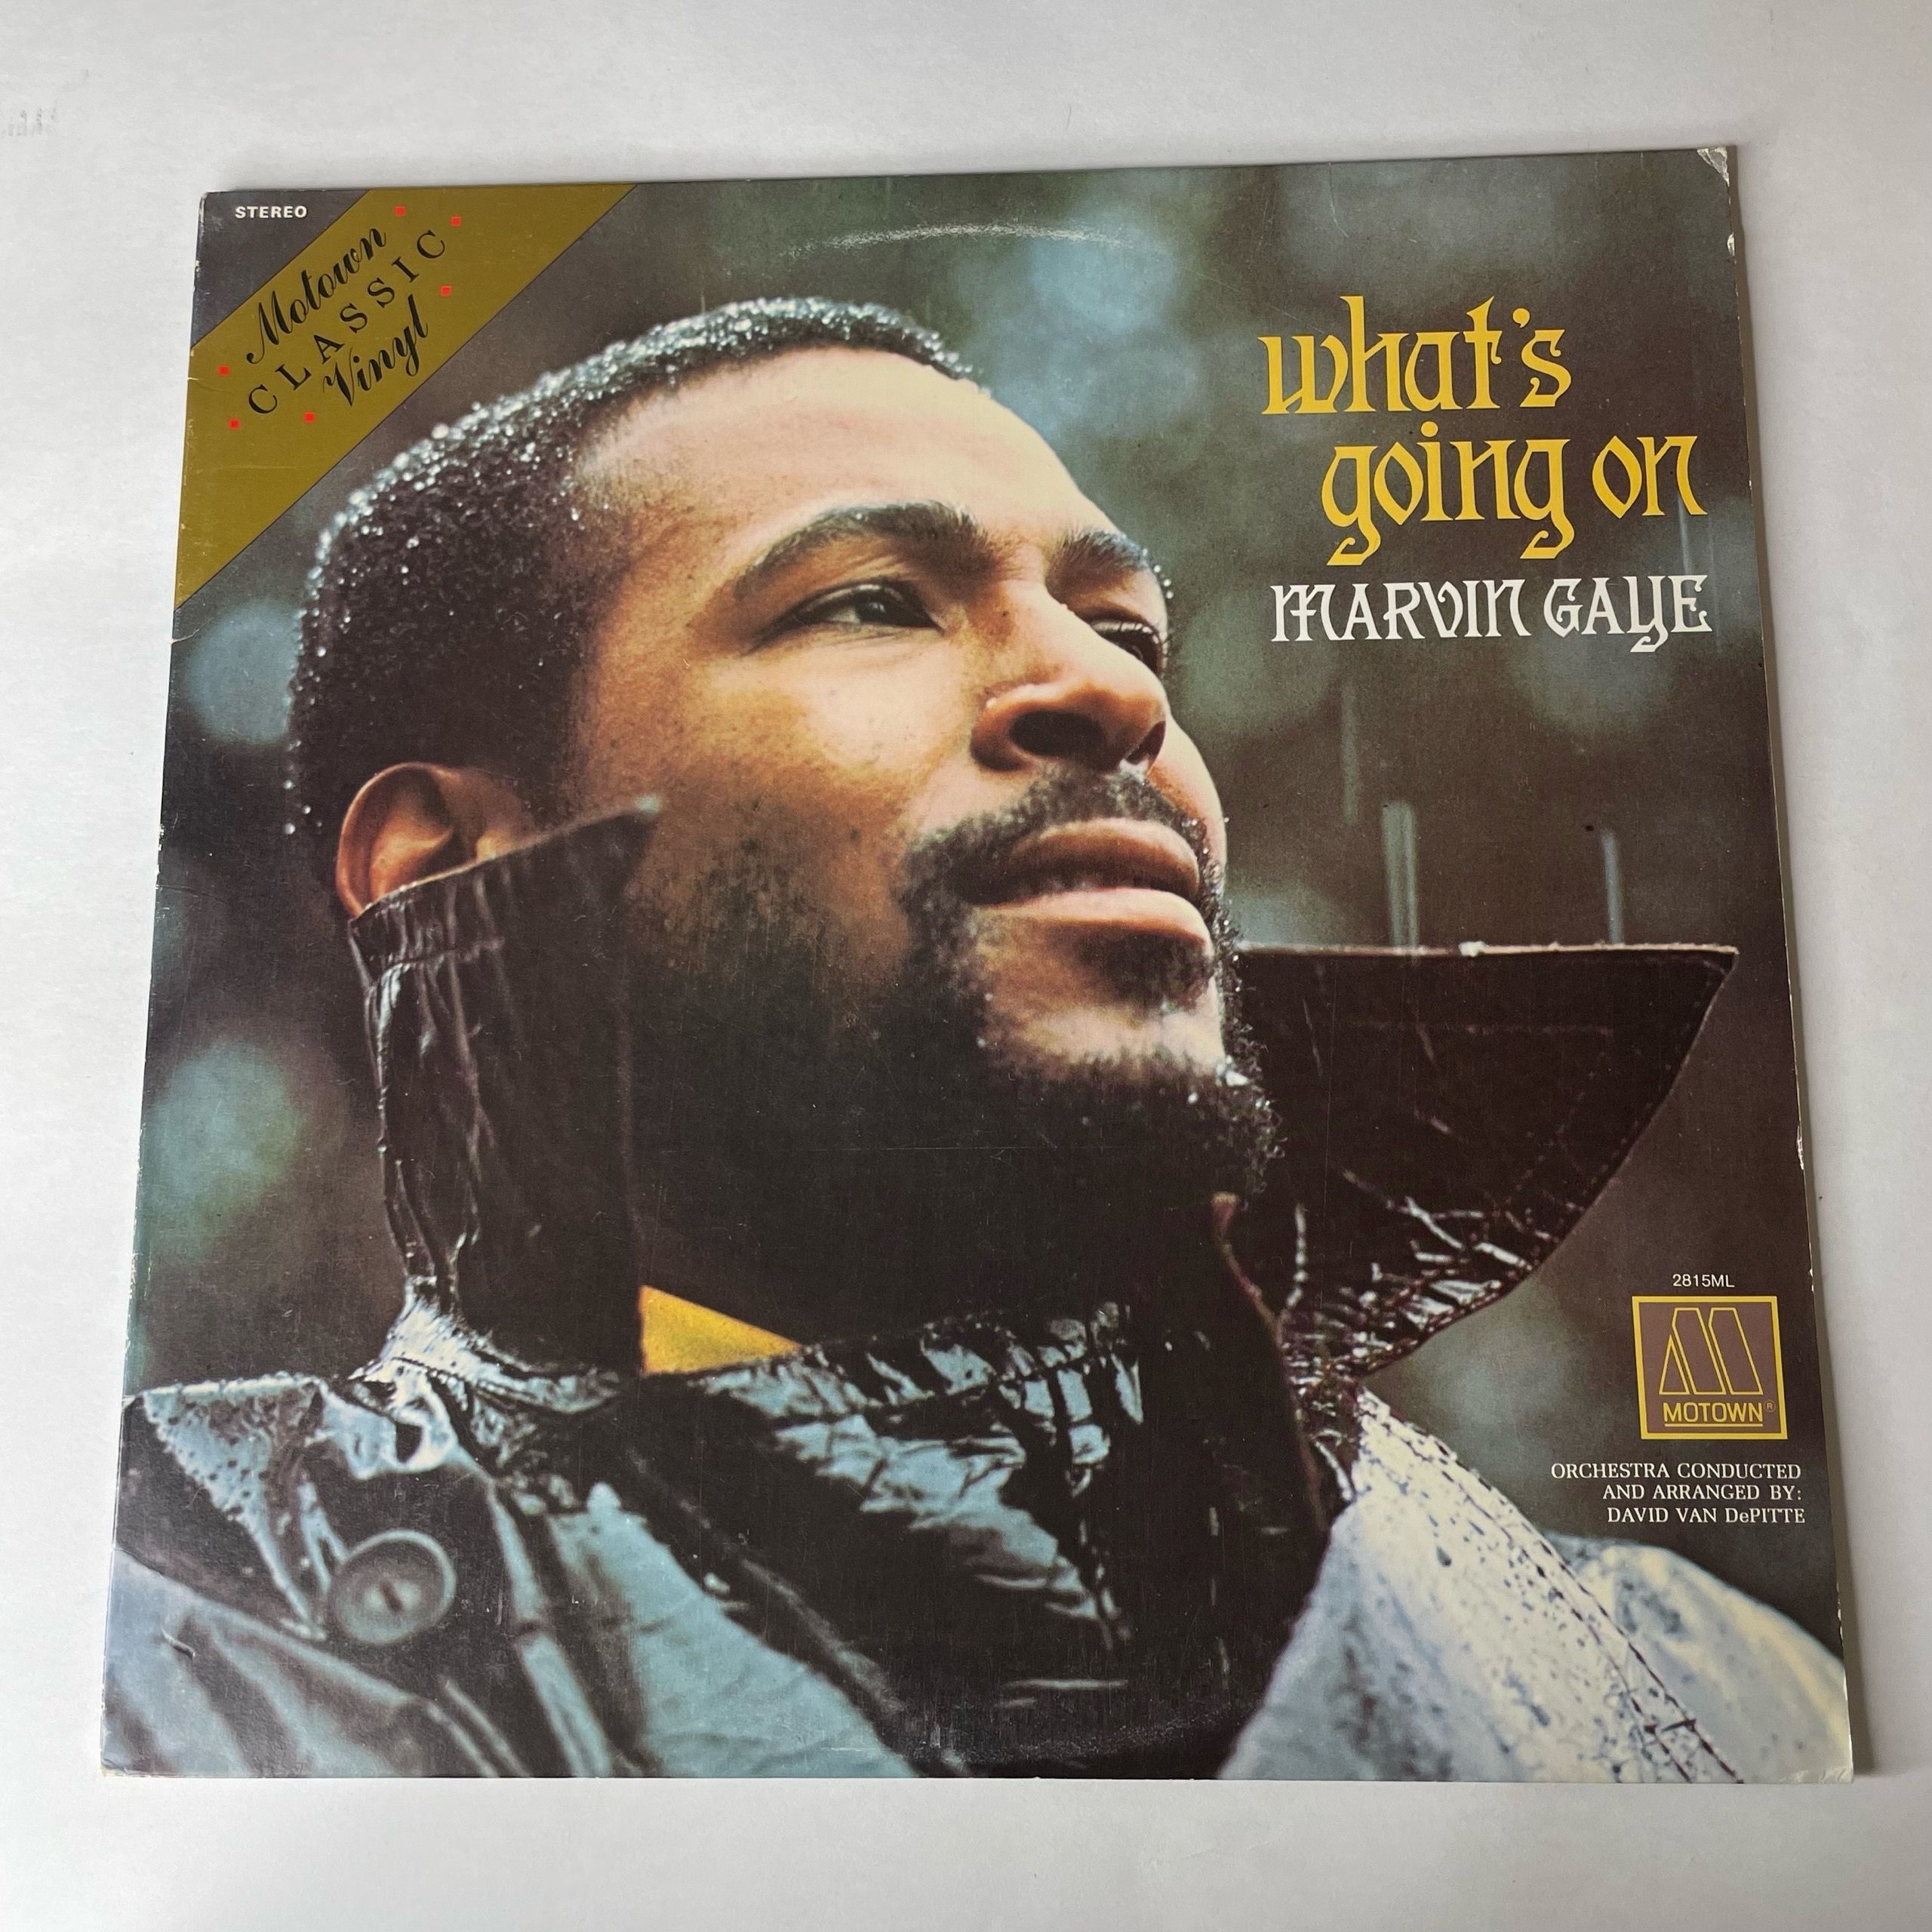 STEREO
Motown
CLASSIC
Vinyl
what's
going on
MARVIN GAYE
2815ML
MOTOWN®
ORCHESTRA CONDUCTED
AND ARRANGED BY:
DAVID VAN DePITTE